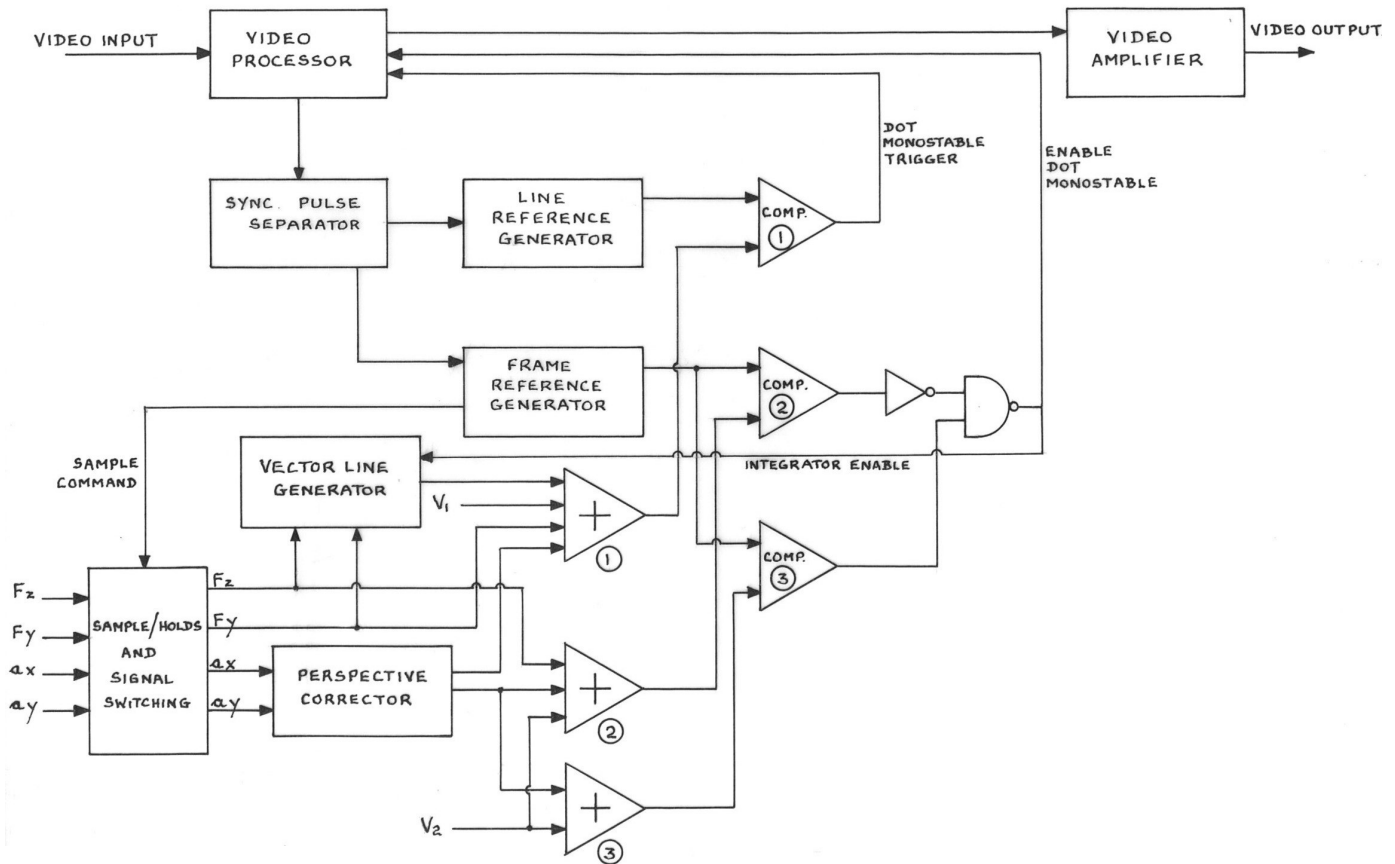 VIDEO INPUT
VIDEO
PROCESSOR
VIDEO
AMPLIFIER
VIDEO OUTPUT
DOT
MONOSTABLE
TRIGGER
ENABLE
DOT
MONOSTABLE
SYNC. PULSE
SEPARATOR
LINE
REFERENCE
GENERATOR
COMP.
1
FRAME
REFERENCE
GENERATOR
COMP.
2
SAMPLE
COMMAND
VECTOR LINE
GENERATOR
INTEGRATOR ENABLE
V1
+
1
COMP.
3
Fz
Fy
ax
ay
SAMPLE/HOLDS
AND
SIGNAL
SWITCHING
Fz
Fy
ax
ay
PERSPECTIVE
CORRECTOR
+
2
V2
+
3